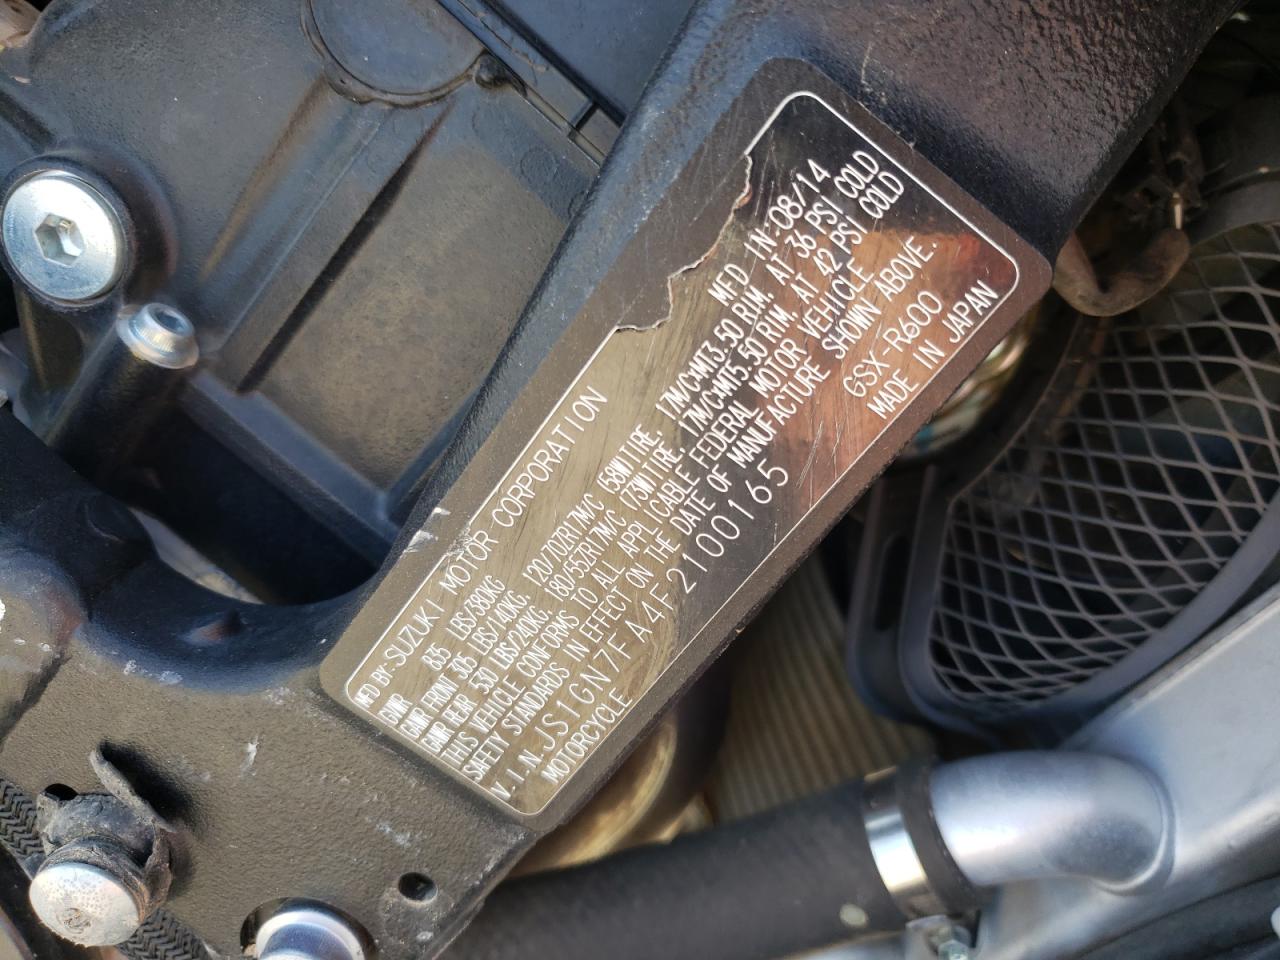 MFD BY:SUZUKI MOTOR CORPORATION MFD IN:08/14
GVWR 835 LBS/380KG
GAWR FRONT 305 LBS/140KG. 120/70ZR17M/C (58W)TIRE. 17M/C×MT3.50 RIM. AT 36 PSI COLD
GAWR REAR 530 LBS/240KG. 180/55ZR17M/C (73W)TIRE. 17M/C×MT5.50 RIM. AT 42 PSI COLD
THIS VEHICLE CONFORMS TO ALL APPLICABLE FEDERAL MOTOR VEHICLE
SAFETY STANDARDS IN EFFECT ON THE DATE OF MANUFACTURE SHOWN ABOVE.
V.I.N.JS1GN7FA4F2100165 GSX-R600
MOTORCYCLE MADE IN JAPAN